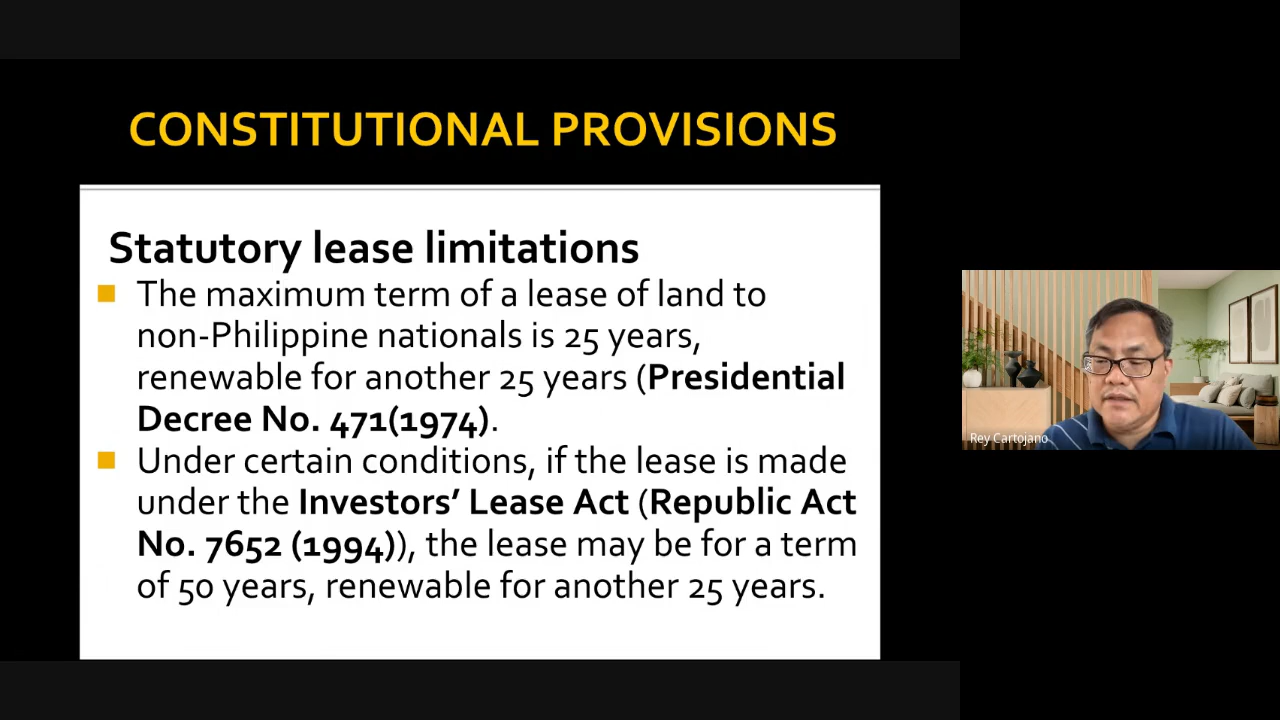 CONSTITUTIONAL PROVISIONS
Statutory lease limitations
The maximum term of a lease of land to
non-Philippine nationals is 25 years,
renewable for another 25 years (Presidential
Decree No. 471(1974).
Under certain conditions, if the lease is made
under the Investors’ Lease Act (Republic Act
No. 7652 (1994)), the lease may be for a term
of 50 years, renewable for another 25 years.
Rey Cartojano